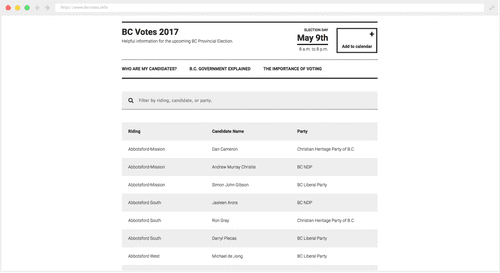 BC Votes 2017
Helpful information for the upcoming BC Provincial Election.
ELECTION DAY
May 9th
8 a.m. to 8 p.m.
+
Add to calendar
WHO ARE MY CANDIDATES?
B.C. GOVERNMENT EXPLAINED
THE IMPORTANCE OF VOTING
Filter by riding, candidate, or party.
Riding Candidate Name Party
Abbotsford-Mission Dan Cameron Christian Heritage Party of B.C.
Abbotsford-Mission Andrew Murray Christie BC NDP
Abbotsford-Mission Simon John Gibson BC Liberal Party
Abbotsford South Jasleen Arora BC NDP
Abbotsford South Ron Gray Christian Heritage Party of B.C.
Abbotsford South Darryl Plecas BC Liberal Party
Abbotsford West Michael de Jong BC Liberal Party